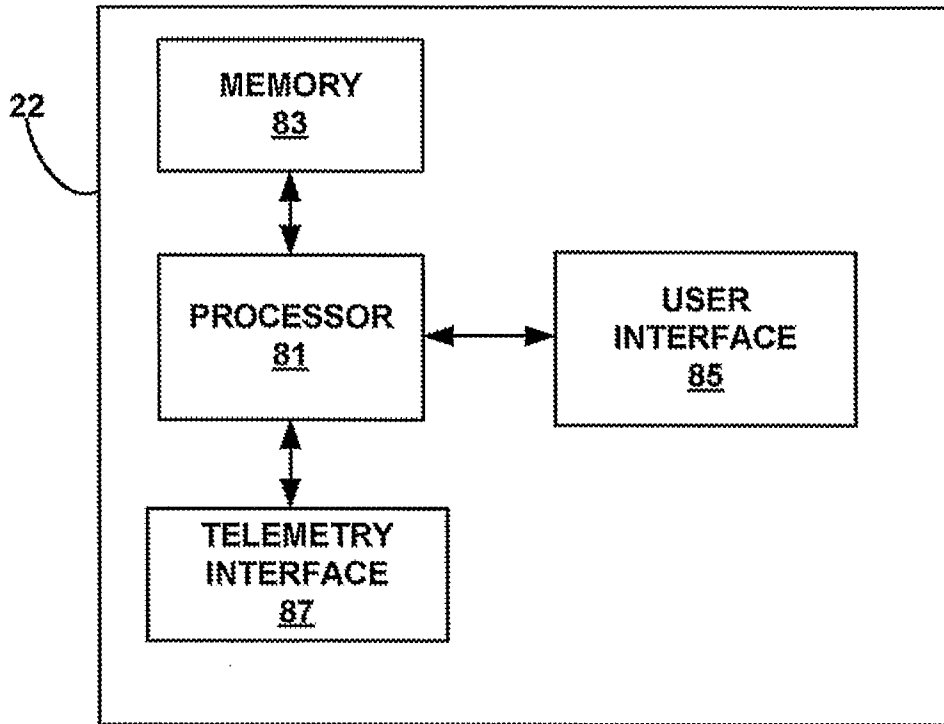 MEMORY
83
22
PROCESSOR
81
USER
INTERFACE
85
TELEMETRY
INTERFACE
87